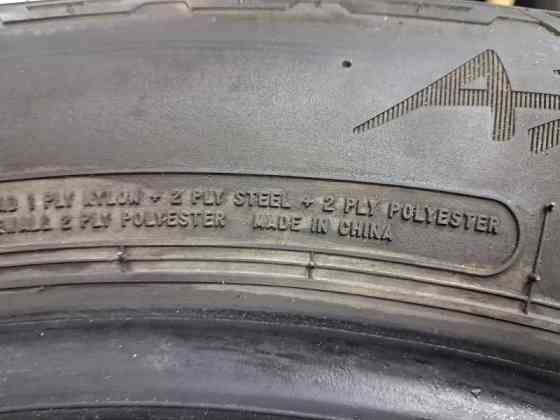 1 PLY NYLON + 2 PLY STEEL + 2 PLY POLYESTER
2 PLY POLYESTER MADE IN CHINA